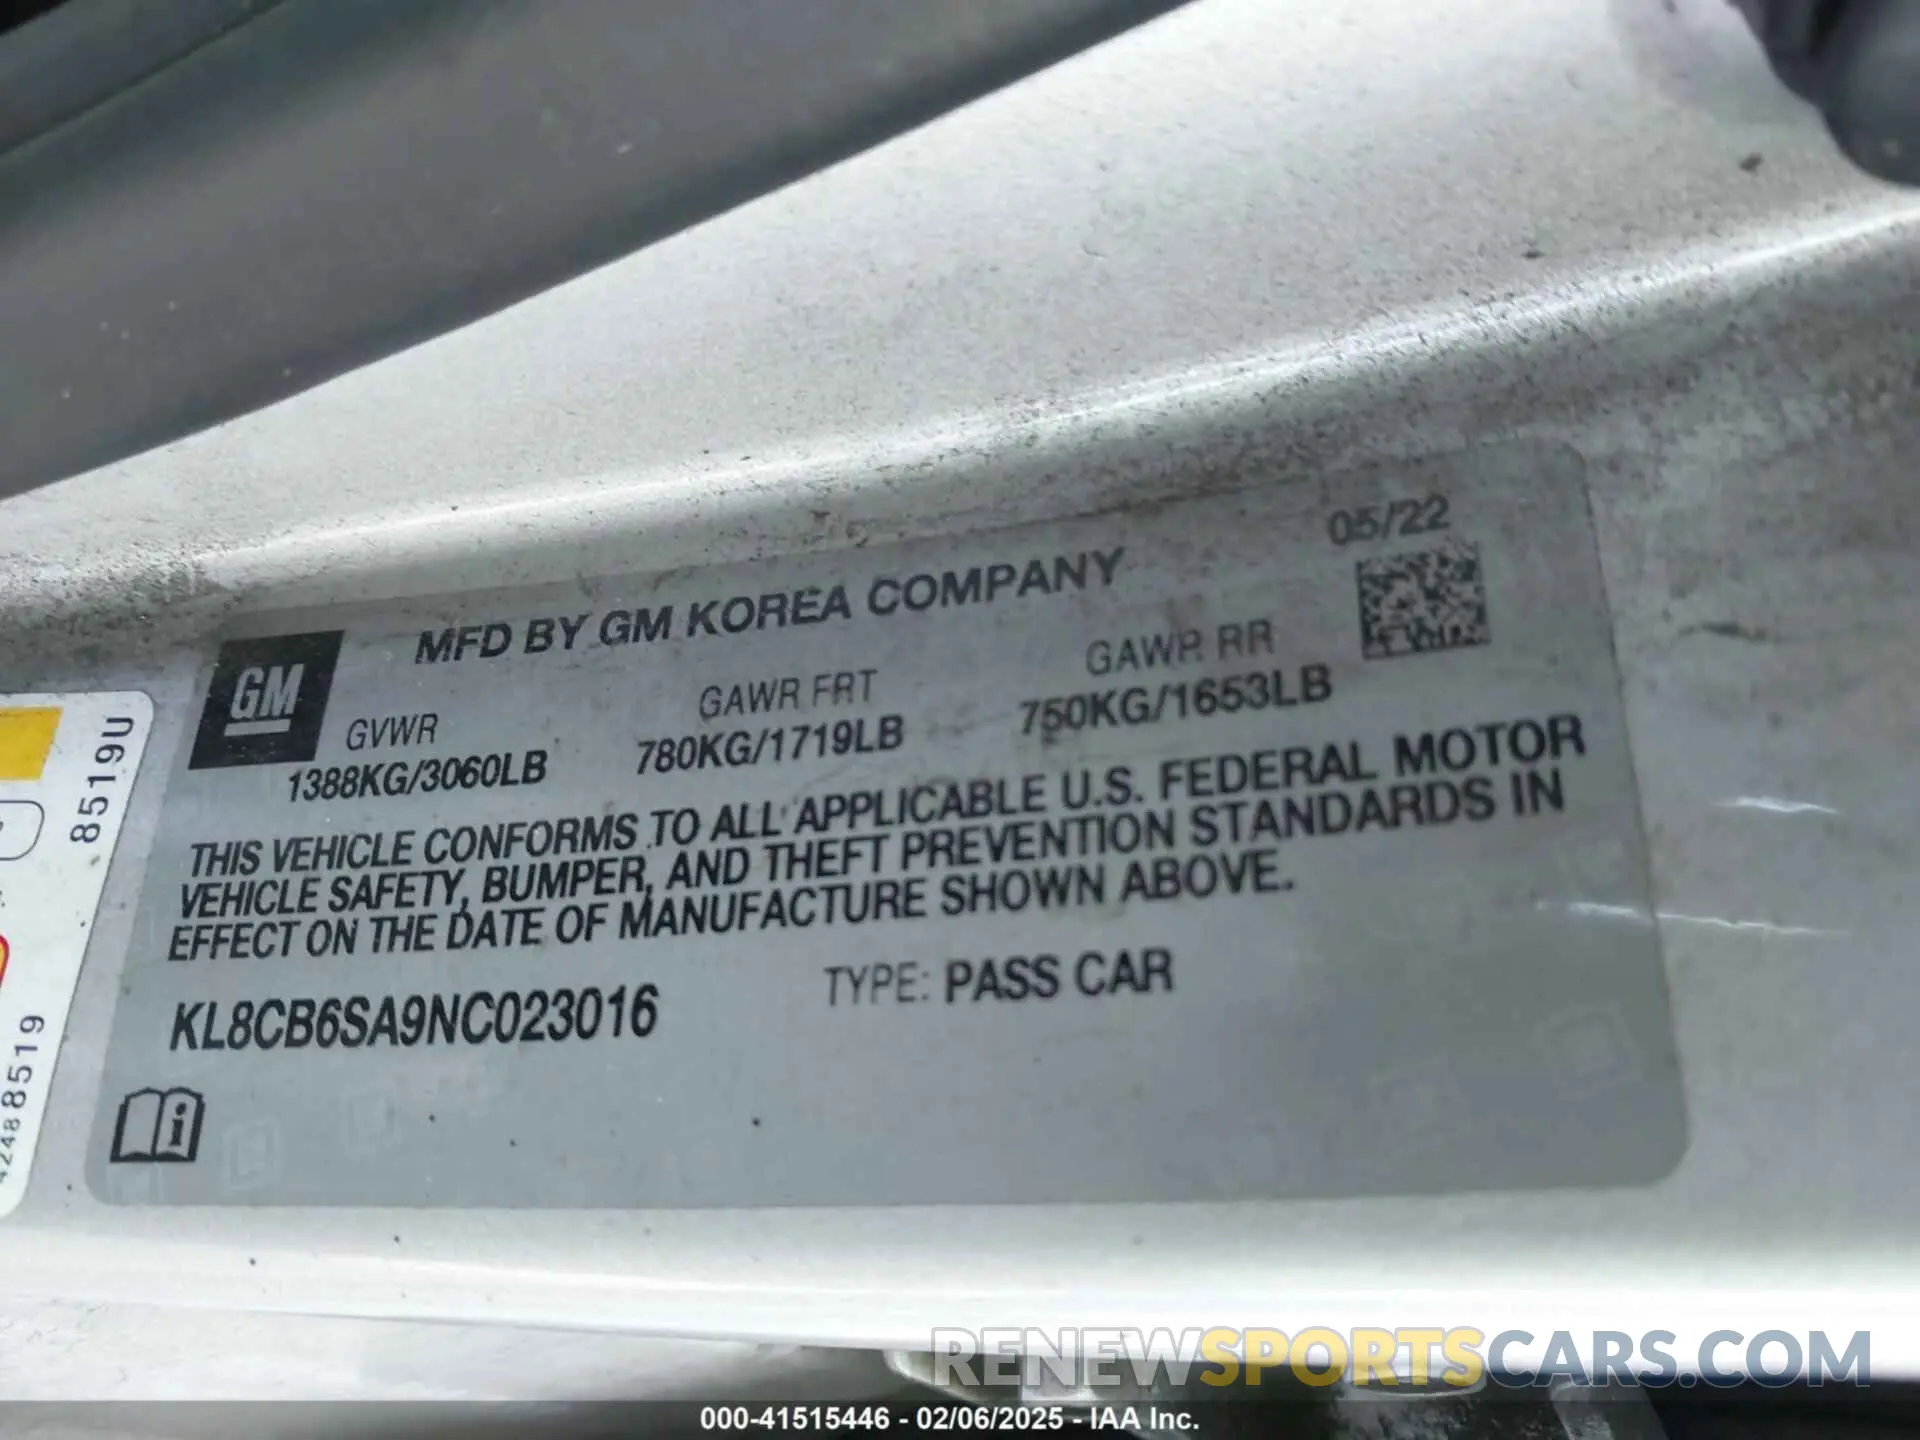 05/22
MFD BY GM KOREA COMPANY
GM
GVWR GAWR FRT GAWR RR
1388KG/3060LB 780KG/1719LB 750KG/1653LB
THIS VEHICLE CONFORMS TO ALL APPLICABLE U.S. FEDERAL MOTOR
VEHICLE SAFETY, BUMPER, AND THEFT PREVENTION STANDARDS IN
EFFECT ON THE DATE OF MANUFACTURE SHOWN ABOVE.
KL8CB6SA9NC023016 TYPE: PASS CAR
i
8519U
42488519
RENEWSPORTSCARS.COM
000-41515446 - 02/06/2025 - IAA Inc.